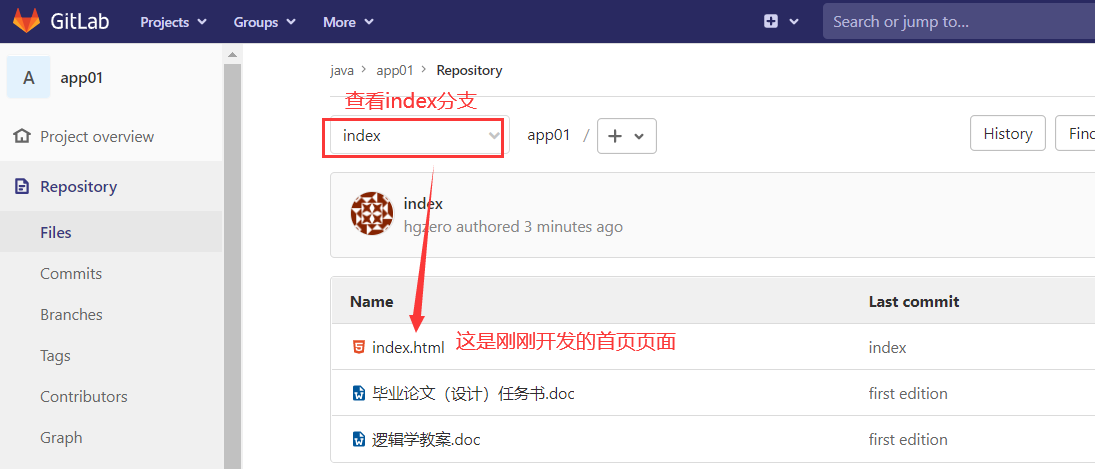 GitLab Projects Groups More Search or jump to...
A app01
Project overview
Repository
Files
Commits
Branches
Tags
Contributors
Graph
java > app01 > Repository
查看index分支
index app01 / + History Find
index
hgzero authored 3 minutes ago
Name Last commit
index.html 这是刚刚开发的首页页面 index
毕业论文（设计）任务书.doc first edition
逻辑学教案.doc first edition